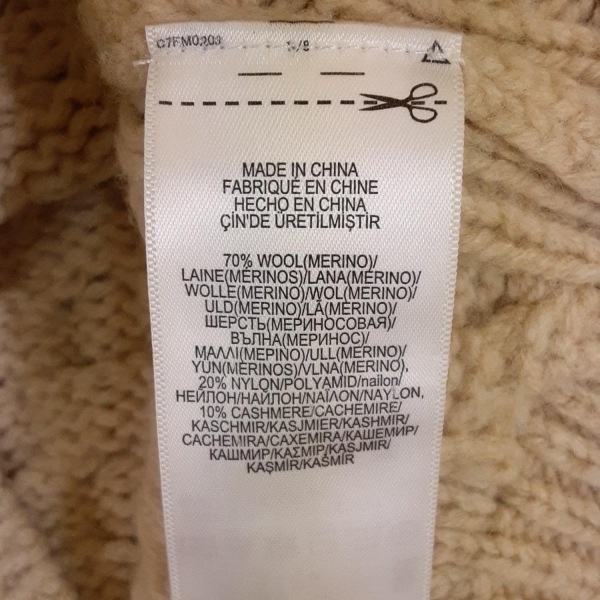 C7FM0203
MADE IN CHINA
FABRIQUÉ EN CHINE
HECHO EN CHINA
ÇİN'DE ÜRETİLMİŞTİR
70% WOOL(MERINO)/
LAINE(MÉRINOS)/LANA(MÉRINO)/
WOLLE(MERINO)/WOL(MERINO)/
ULD(MERINO)/LÃ(MERINO)/
ШЕРСТЬ(МЕРИНОСОВАЯ)/
ВЪЛНА(МЕРИНОС)/
ΜΑΛΛΙ(ΜΕΡΙΝΟ)/ULL(MERINO)/
YÜN(MERİNOS)/VLNA(MERINO),
20% NYLON/POLYAMID/nailon/
НЕЙЛОН/НАЙЛОН/ΝΑΪΛΟΝ/NAYLON,
10% CASHMERE/CACHEMIRE/
KASCHMIR/KASJMIER/KASHMIR/
CACHEMIRA/CAXEMIRA/КАШЕМИР/
КАШМИР/ΚΑΣΜΙΡ/KASJMIR/
KAŞMİR/KAŠMÍR